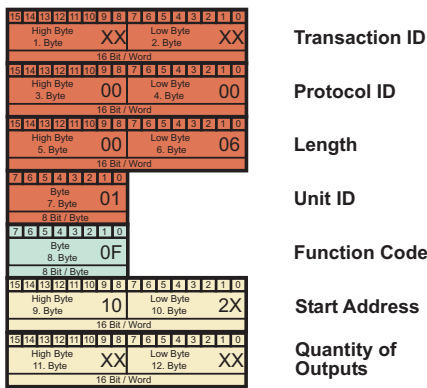 15 14 13 12 11 10 9 8 7 6 5 4 3 2 1 0
High Byte
1. Byte
XX
Low Byte
2. Byte
XX
16 Bit / Word
Transaction ID
15 14 13 12 11 10 9 8 7 6 5 4 3 2 1 0
High Byte
3. Byte
00
Low Byte
4. Byte
00
16 Bit / Word
Protocol ID
15 14 13 12 11 10 9 8 7 6 5 4 3 2 1 0
High Byte
5. Byte
00
Low Byte
6. Byte
06
16 Bit / Word
Length
7 6 5 4 3 2 1 0
Byte
7. Byte
01
8 Bit / Byte
Unit ID
7 6 5 4 3 2 1 0
Byte
8. Byte
0F
8 Bit / Byte
Function Code
15 14 13 12 11 10 9 8 7 6 5 4 3 2 1 0
High Byte
9. Byte
10
Low Byte
10. Byte
2X
16 Bit / Word
Start Address
15 14 13 12 11 10 9 8 7 6 5 4 3 2 1 0
High Byte
11. Byte
XX
Low Byte
12. Byte
XX
16 Bit / Word
Quantity of
Outputs